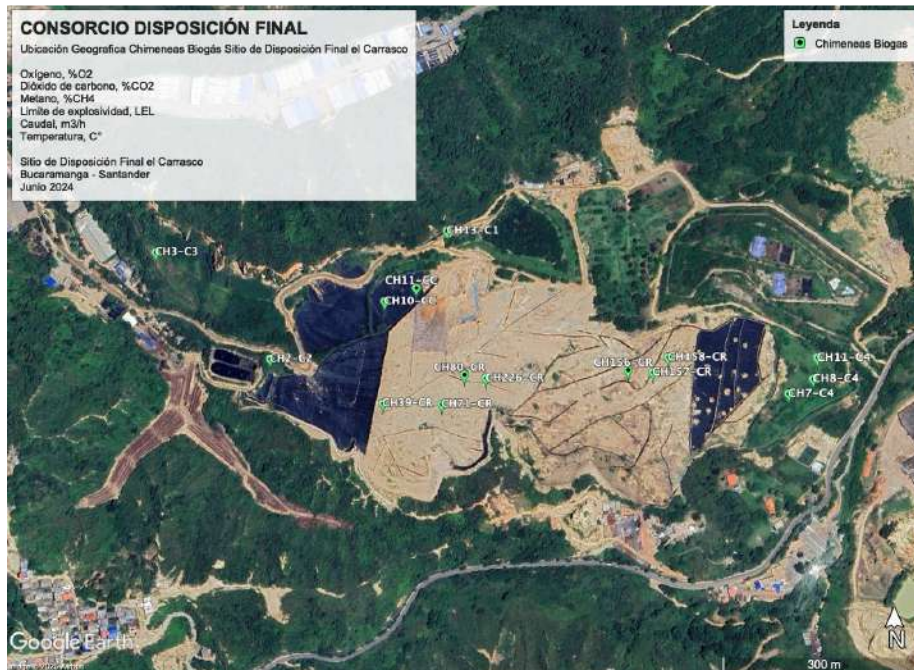 CONSORCIO DISPOSICIÓN FINAL
Ubicación Geografica Chimeneas Biogás Sitio de Disposición Final el Carrasco
Oxígeno, %O2
Dióxido de carbono, %CO2
Metano, %CH4
Limite de explosividad, LEL
Caudal, m3/h
Temperatura, C°
Sitio de Disposición Final el Carrasco
Bucaramanga - Santander
Junio 2024
Leyenda
Chimeneas Biogas
CH13-C1
CH3-C3
CH11-CC
CH10-CC
CH2-C2
CH80-CR
CH226-CR
CH156-CR
CH158-CR
CH157-CR
CH11-C4
CH8-C4
CH7-C4
CH39-CR
CH71-CR
Google Earth
300 m
N